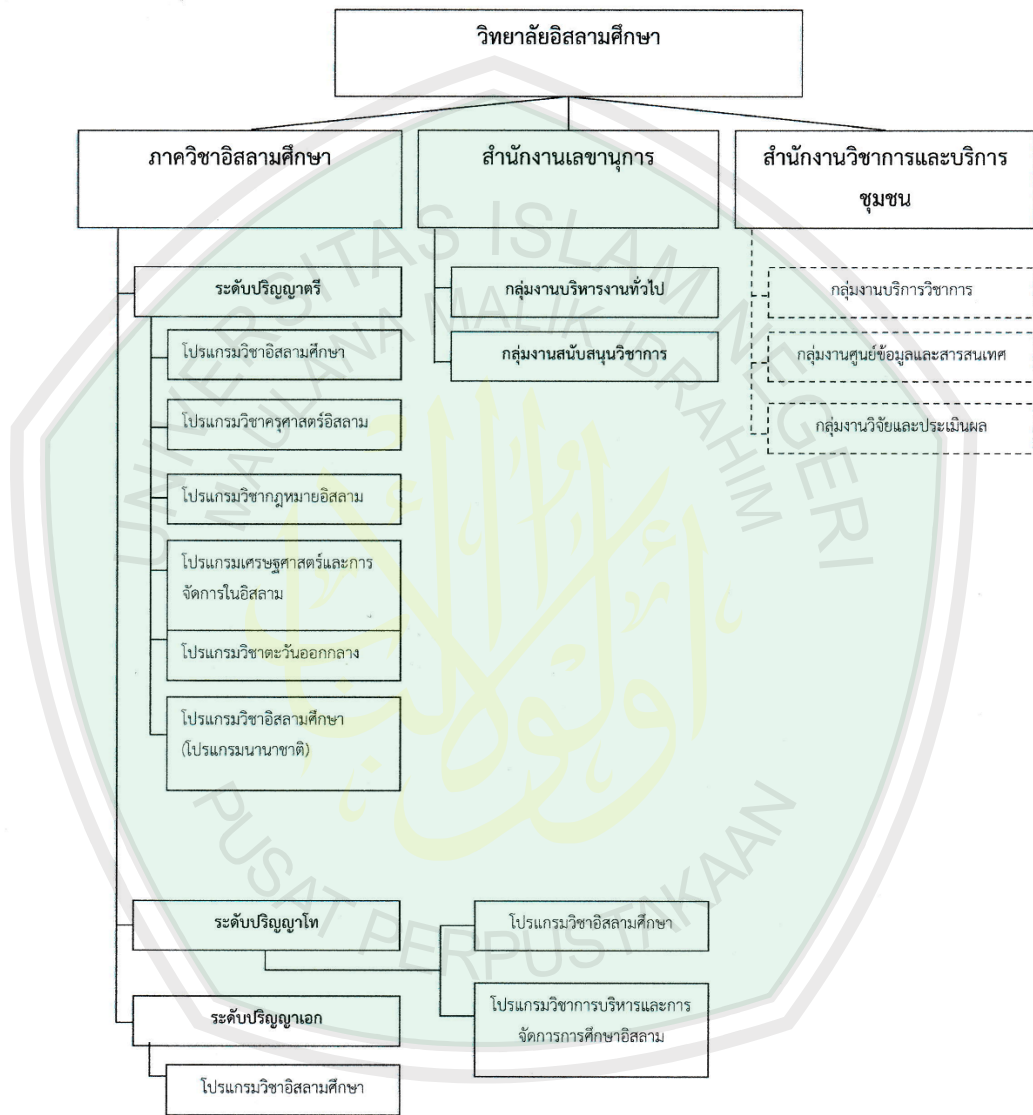 วิทยาลัยอิสลามศึกษา
ภาควิชาอิสลามศึกษา
สำนักงานเลขานุการ
สำนักงานวิชาการและบริการ
ชุมชน
ระดับปริญญาตรี
กลุ่มงานบริหารงานทั่วไป
กลุ่มงานบริการวิชาการ
โปรแกรมวิชาอิสลามศึกษา
กลุ่มงานสนับสนุนวิชาการ
กลุ่มงานศูนย์ข้อมูลและสารสนเทศ
โปรแกรมวิชาครุศาสตร์อิสลาม
กลุ่มงานวิจัยและประเมินผล
โปรแกรมวิชากฎหมายอิสลาม
โปรแกรมเศรษฐศาสตร์และการ
จัดการในอิสลาม
โปรแกรมวิชาตะวันออกกลาง
โปรแกรมวิชาอิสลามศึกษา
(โปรแกรมนานาชาติ)
ระดับปริญญาโท
โปรแกรมวิชาอิสลามศึกษา
โปรแกรมวิชาการบริหารและการ
จัดการการศึกษาอิสลาม
ระดับปริญญาเอก
โปรแกรมวิชาอิสลามศึกษา
UNIVERSITAS ISLAM NEGERI
MAULANA MALIK IBRAHIM
PUSAT PERPUSTAKAAN